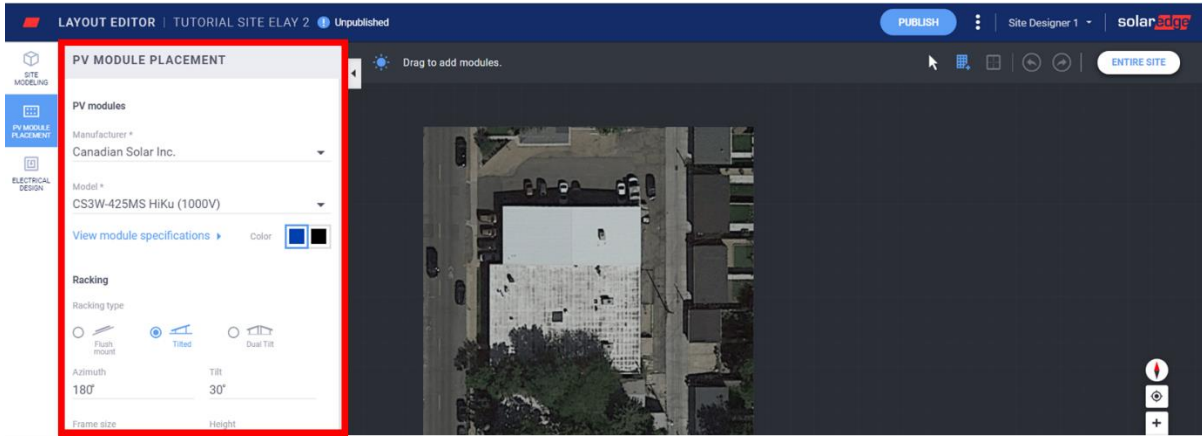 LAYOUT EDITOR | TUTORIAL SITE ELAY 2 Unpublished
PUBLISH
Site Designer 1
solaredge
SITE
MODELING
PV MODULE
PLACEMENT
ELECTRICAL
DESIGN
PV MODULE PLACEMENT
PV modules
Manufacturer *
Canadian Solar Inc.
Model *
CS3W-425MS HiKu (1000V)
View module specifications
Color
Racking
Racking type
Flush
mount
Tilted
Dual Tilt
Azimuth
Tilt
180°
30°
Frame size
Height
Drag to add modules.
ENTIRE SITE